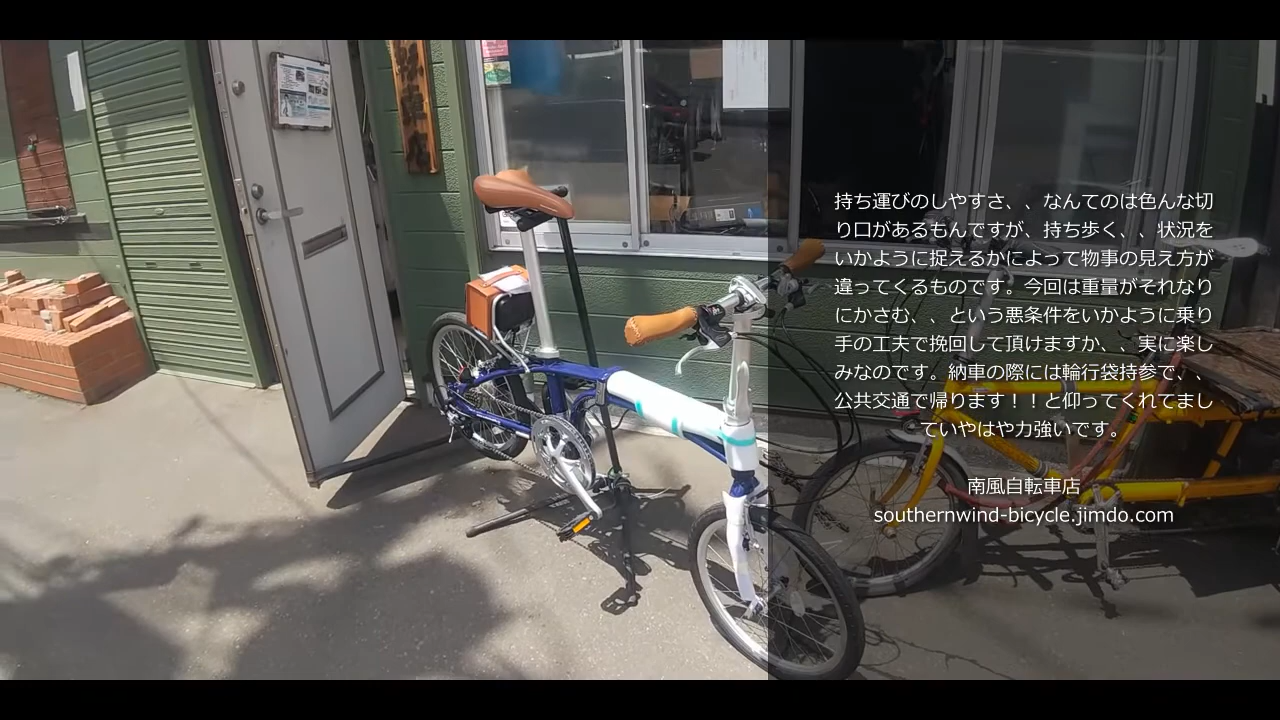 持ち運びのしやすさ、、なんてのは色んな切
り口があるもんですが、持ち歩く、、状況を
いかように捉えるかによって物事の見え方が
違ってくるものです。今回は重量がそれなり
にかさむ、、という悪条件をいかように乗り
手の工夫で挽回して頂けますか、、実に楽し
みなのです。納車の際には輪行袋持参で、、
公共交通で帰ります！！と仰ってくれてまし
ていやはや力強いです。
南風自転車店
southernwind-bicycle.jimdo.com